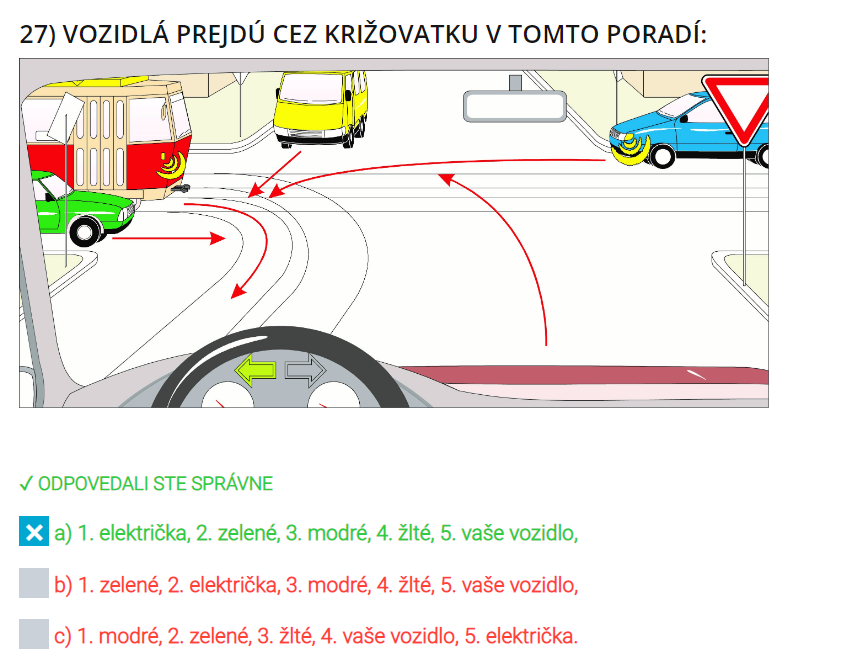 27) VOZIDLÁ PREJDÚ CEZ KRIŽOVATKU V TOMTO PORADÍ:
✓ ODPOVEDALI STE SPRÁVNE
a) 1. električka, 2. zelené, 3. modré, 4. žlté, 5. vaše vozidlo,
b) 1. zelené, 2. električka, 3. modré, 4. žlté, 5. vaše vozidlo,
c) 1. modré, 2. zelené, 3. žlté, 4. vaše vozidlo, 5. električka.